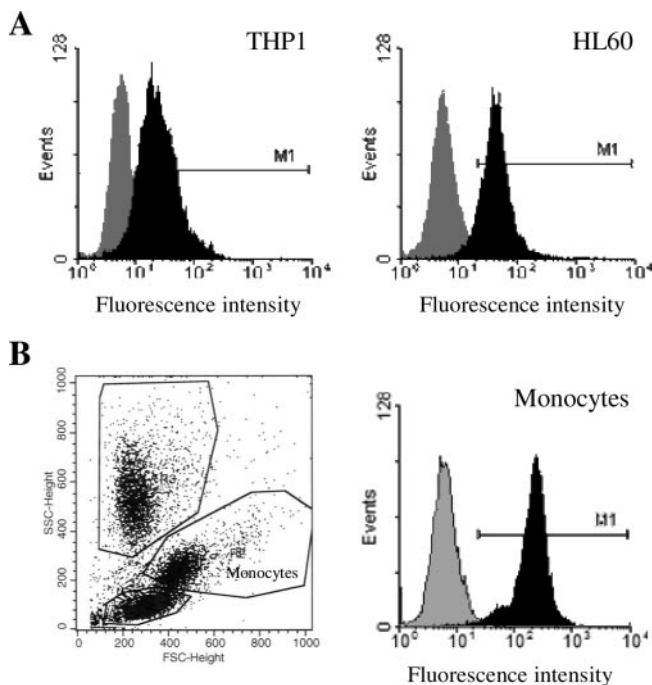 A
THP1
HL60
128
Events
0
M1
10⁰ 10¹ 10² 10³ 10⁴
Fluorescence intensity
128
Events
0
M1
10⁰ 10¹ 10² 10³ 10⁴
Fluorescence intensity
B
1000
800
600
400
200
0
SSC-Height
Monocytes
0 200 400 600 800 1000
FSC-Height
Monocytes
128
Events
0
M1
10⁰ 10¹ 10² 10³ 10⁴
Fluorescence intensity